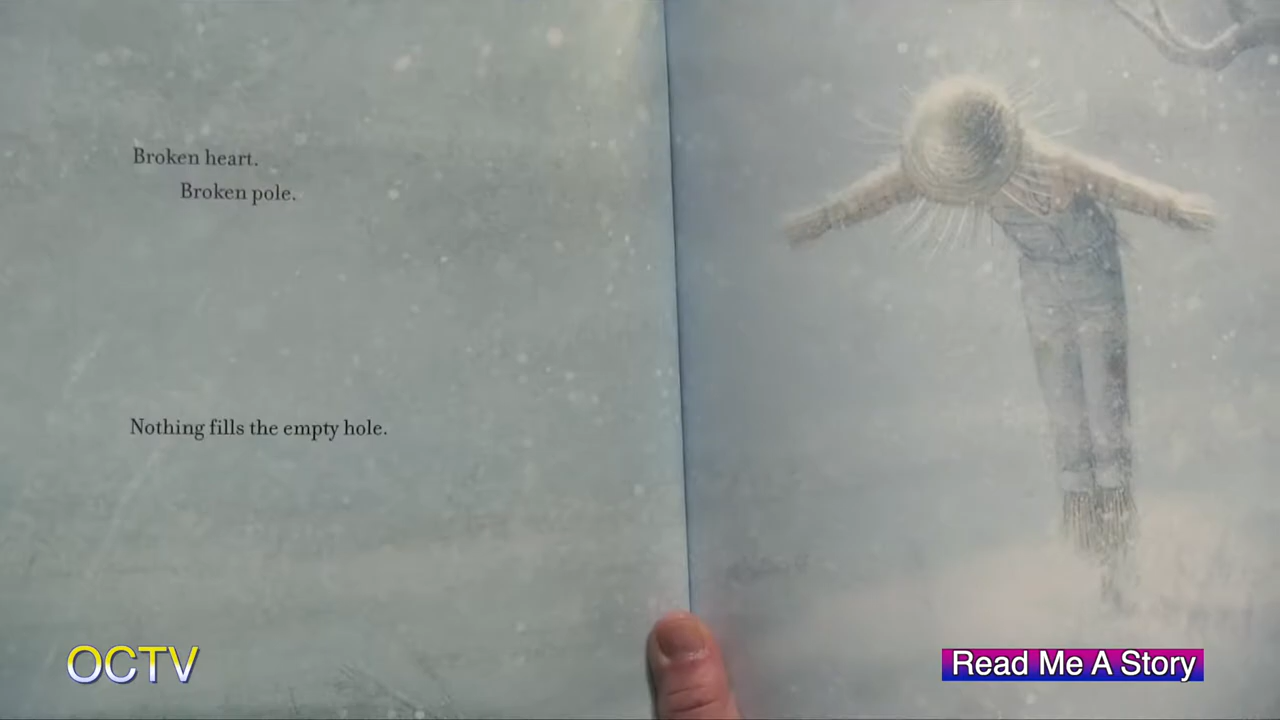 Broken heart.
Broken pole.
Nothing fills the empty hole.
OCTV
Read Me A Story